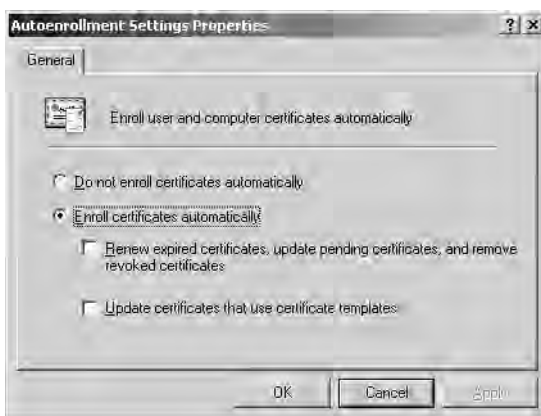 Autoenrollment Settings Properties
General
Enroll user and computer certificates automatically
Do not enroll certificates automatically
Enroll certificates automatically
Renew expired certificates, update pending certificates, and remove
revoked certificates
Update certificates that use certificate templates
OK Cancel Apply